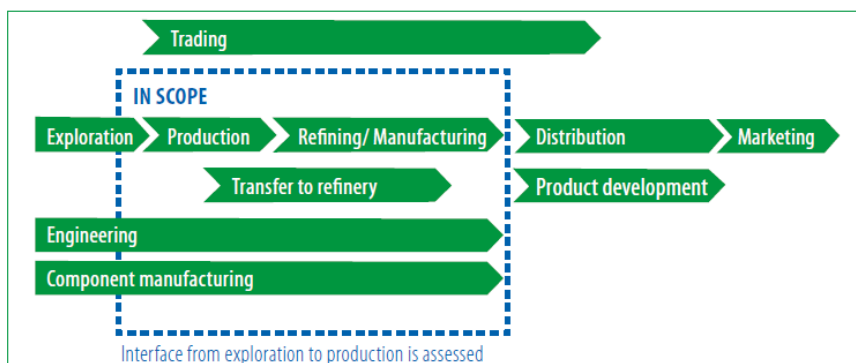 Trading
IN SCOPE
Exploration Production Refining/ Manufacturing Distribution Marketing
Transfer to refinery Product development
Engineering
Component manufacturing
Interface from exploration to production is assessed